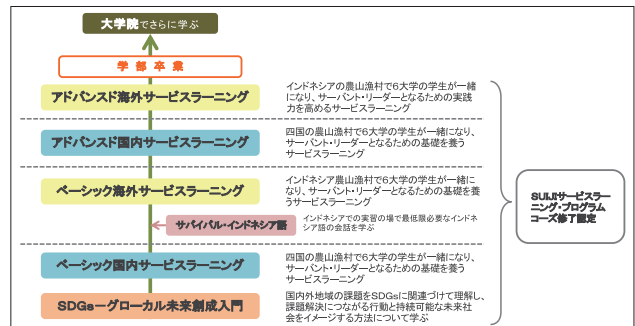 大学院でさらに学ぶ
学部卒業
アドバンスド海外サービスラーニング
インドネシアの農山漁村で6大学の学生が一緒
になり、サーバント・リーダーとなるための実践
力を高めるサービスラーニング
アドバンスド国内サービスラーニング
四国の農山漁村で6大学の学生が一緒になり、
サーバント・リーダーとなるための基礎を養う
サービスラーニング
ベーシック海外サービスラーニング
インドネシア農山漁村で6大学の学生が一緒に
なり、サーバント・リーダーとなるための基礎を養
うサービスラーニング
サバイバル・インドネシア語
インドネシアでの実習の場で最低限必要なインドネ
シア語の会話を学ぶ
ベーシック国内サービスラーニング
四国の農山漁村で6大学の学生が一緒になり、
サーバント・リーダーとなるための基礎を養う
サービスラーニング
SDGs－グローカル未来創成入門
国内外地域の課題をSDGsに関連づけて理解し、
課題解決につながる行動と持続可能な未来社
会をイメージする方法について学ぶ
SUIJIサービスラー
ニング・プログラム
コース修了認定